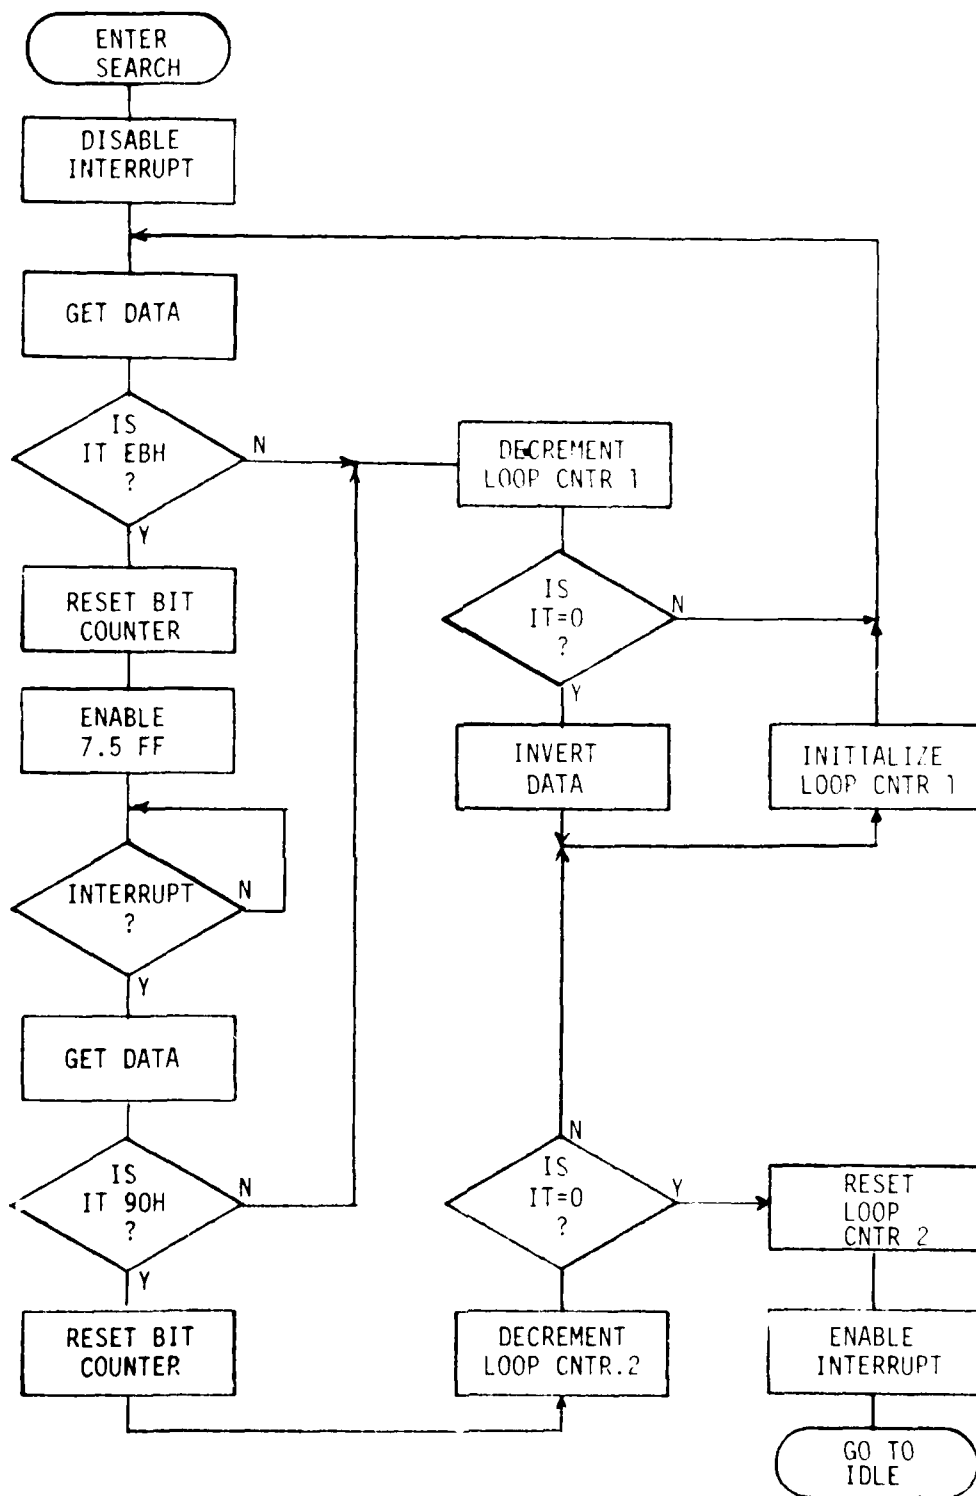 ENTER
SEARCH
DISABLE
INTERRUPT
GET DATA
IS
IT EBH
?
N
Y
RESET BIT
COUNTER
ENABLE
7.5 FF
INTERRUPT
?
N
Y
GET DATA
IS
IT 90H
?
N
Y
RESET BIT
COUNTER
DECREMENT
LOOP CNTR 1
IS
IT=0
?
N
Y
INVERT
DATA
INITIALIZE
LOOP CNTR 1
N
IS
IT=0
?
Y
DECREMENT
LOOP CNTR.2
RESET
LOOP
CNTR 2
ENABLE
INTERRUPT
GO TO
IDLE